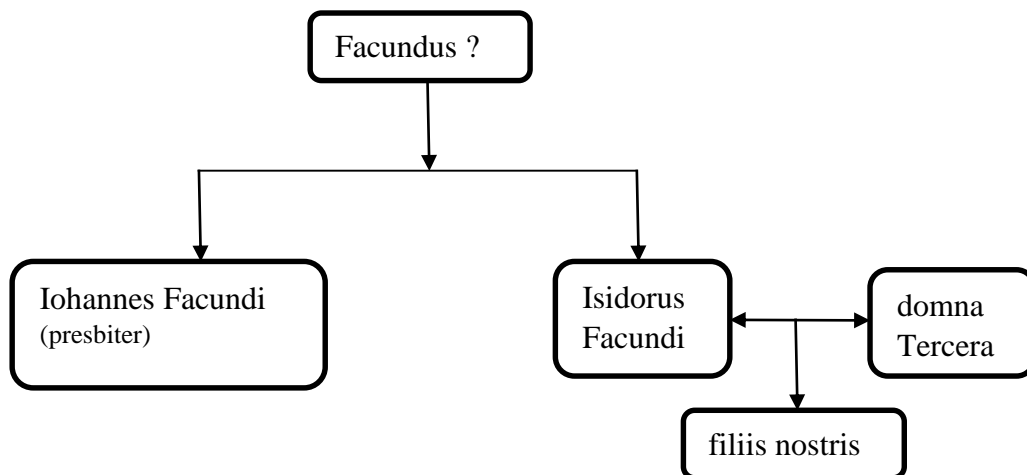 Facundus ?
Iohannes Facundi
(presbiter)
Isidorus
Facundi
domna
Tercera
filiis nostris